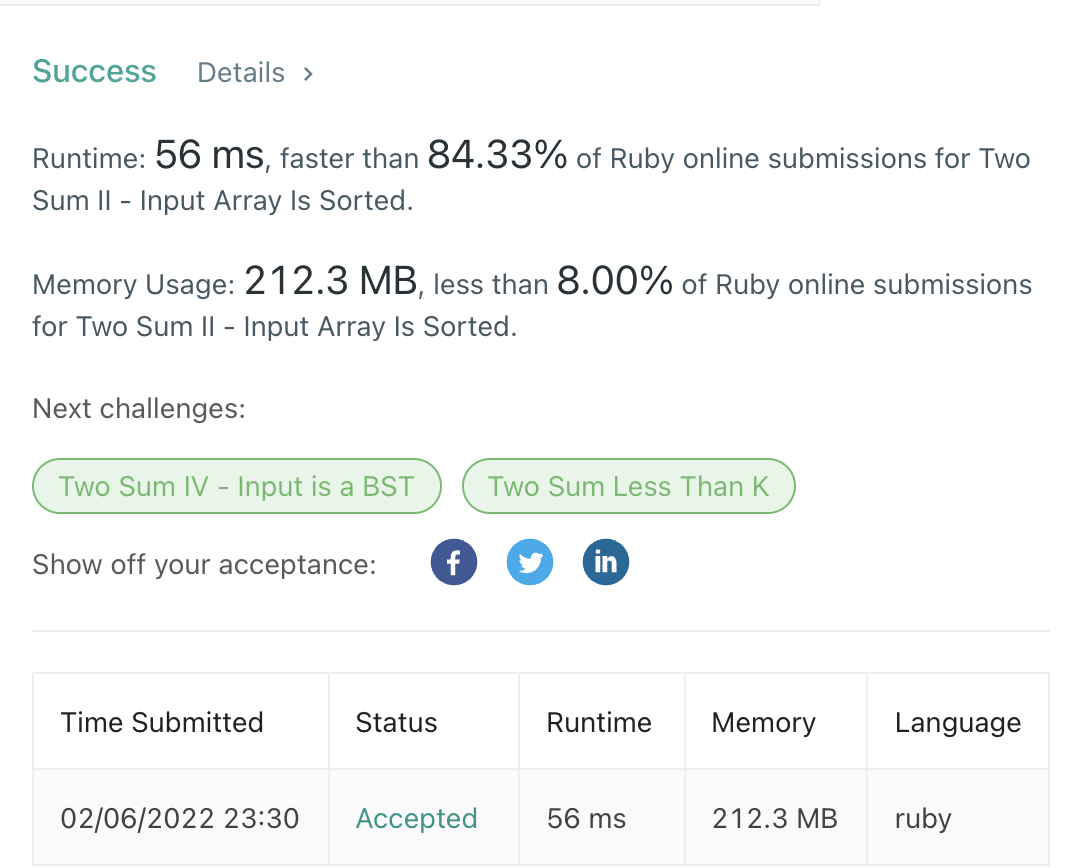 Success Details >
Runtime: 56 ms, faster than 84.33% of Ruby online submissions for Two
Sum II - Input Array Is Sorted.
Memory Usage: 212.3 MB, less than 8.00% of Ruby online submissions
for Two Sum II - Input Array Is Sorted.
Next challenges:
Two Sum IV - Input is a BST Two Sum Less Than K
Show off your acceptance: f in
Time Submitted Status Runtime Memory Language
02/06/2022 23:30 Accepted 56 ms 212.3 MB ruby